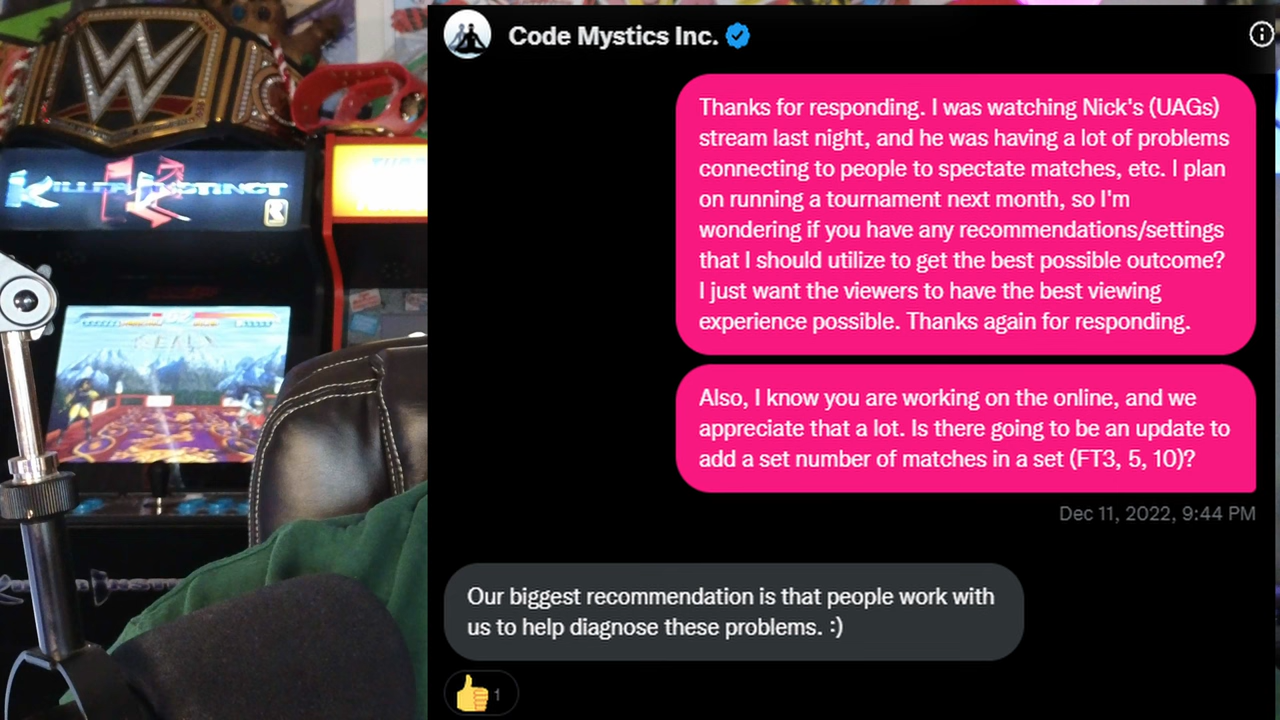 Code Mystics Inc.
Thanks for responding. I was watching Nick's (UAGs)
stream last night, and he was having a lot of problems
connecting to people to spectate matches, etc. I plan
on running a tournament next month, so I'm
wondering if you have any recommendations/settings
that I should utilize to get the best possible outcome?
I just want the viewers to have the best viewing
experience possible. Thanks again for responding.
Also, I know you are working on the online, and we
appreciate that a lot. Is there going to be an update to
add a set number of matches in a set (FT3, 5, 10)?
Dec 11, 2022, 9:44 PM
Our biggest recommendation is that people work with
us to help diagnose these problems. :)
1
W
KILLER INSTINCT